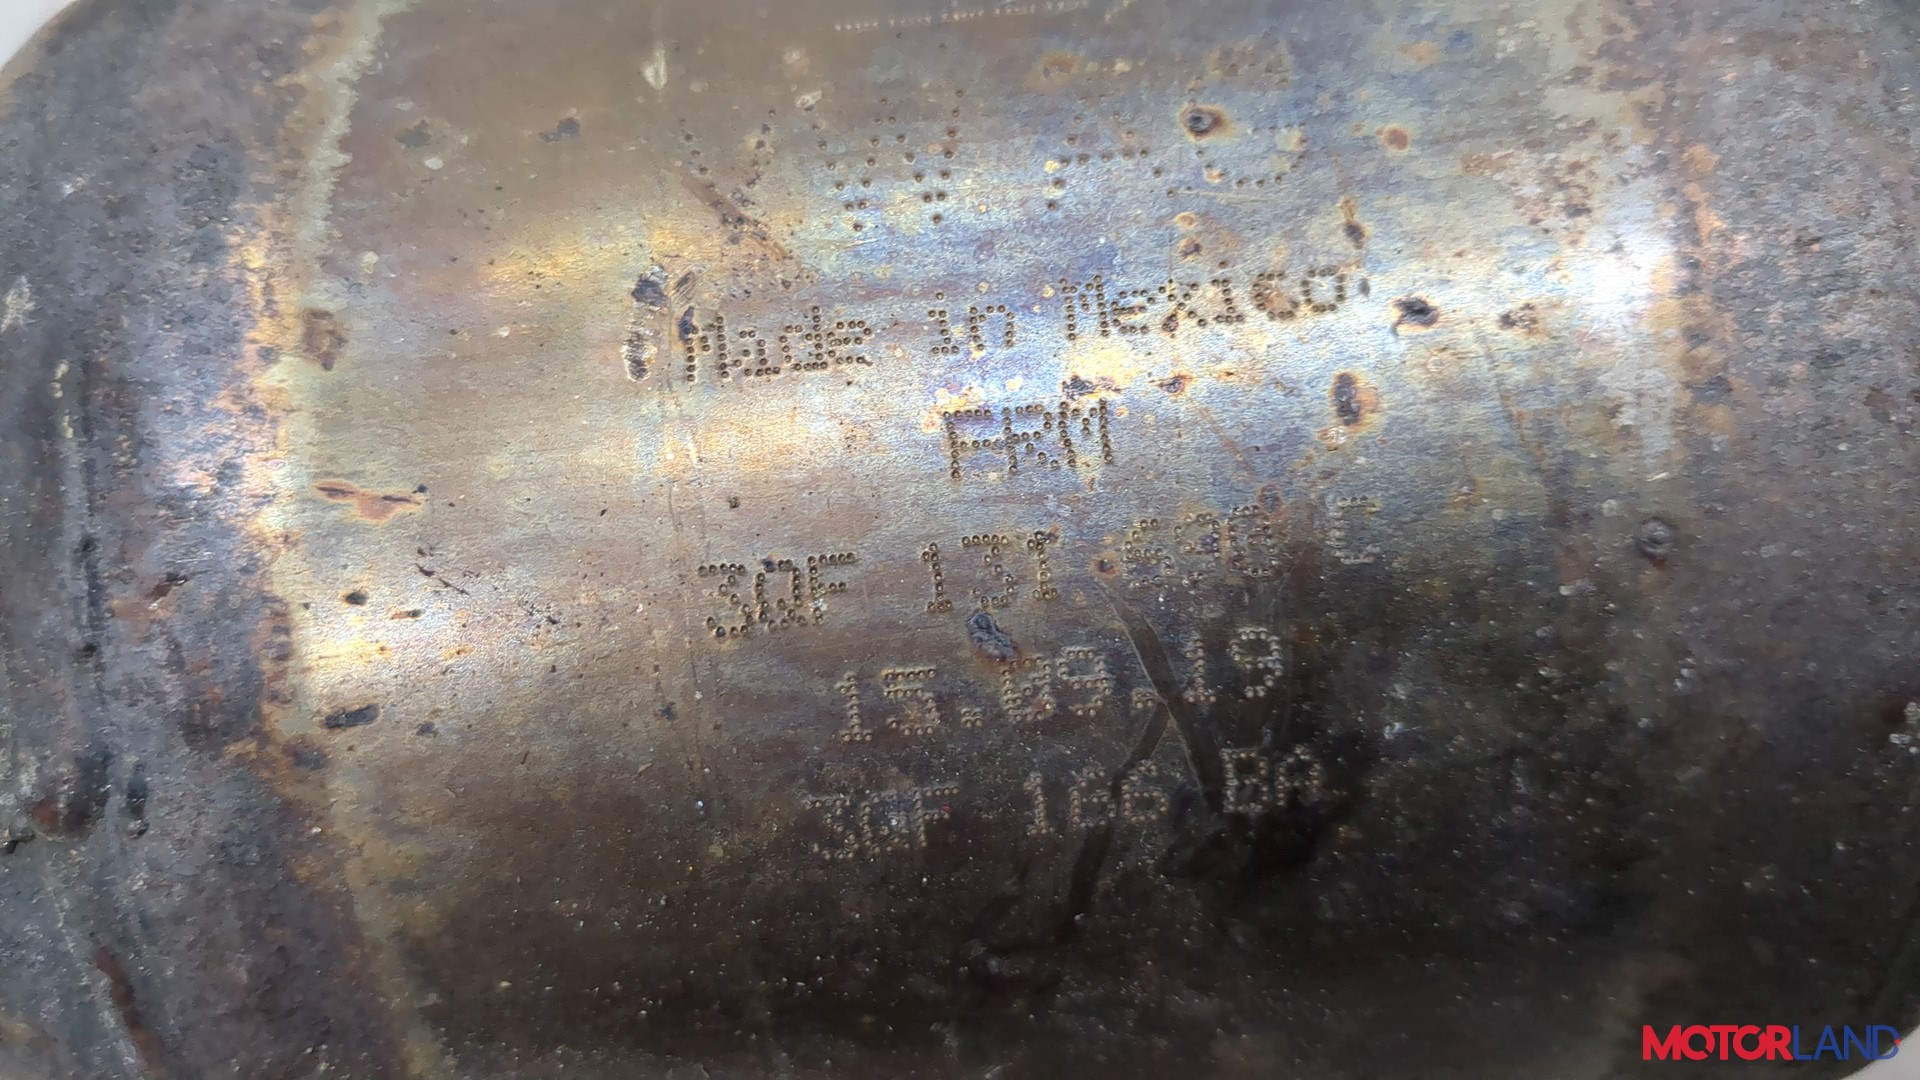 Made in Mexico
FRM
3QF 131 690 E
15.09.19
3QF 166 BA
MOTORLAND